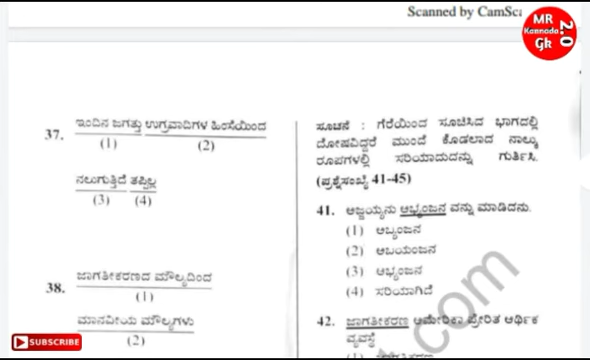 Scanned by CamSc
MR
Kannada
Gk 2.0
37. ಇಂದಿನ ಜಗತ್ತು ಉಗ್ರವಾದಿಗಳ ಹಿಂಸೆಯಿಂದ
(1) (2)
ನಲುಗುತ್ತಿದೆ ತಪ್ಪಿಲ್ಲ
(3) (4)
38. ಜಾಗತೀಕರಣದ ಮೌಲ್ಯದಿಂದ
(1)
ಮಾನವೀಯ ಮೌಲ್ಯಗಳು
(2)
SUBSCRIBE
ಸೂಚನೆ : ಗೆರೆಯಿಂದ ಸೂಚಿಸಿದ ಭಾಗದಲ್ಲಿ
ದೋಷವಿದ್ದರೆ ಮುಂದೆ ಕೊಡಲಾದ ನಾಲ್ಕು
ರೂಪಗಳಲ್ಲಿ ಸರಿಯಾದುದನ್ನು ಗುರ್ತಿಸಿ.
(ಪ್ರಶ್ನೆಸಂಖ್ಯೆ 41-45)
41. ಅಜ್ಜಯ್ಯನು ಅಭ್ಯಂಜನ ವನ್ನು ಮಾಡಿದನು.
(1) ಅಬ್ಯಂಜನ
(2) ಅಬಯಂಜನ
(3) ಅಭ್ಯಂಜನ
(4) ಸರಿಯಾಗಿದೆ
42. ಜಾಗತೀಕರಣ ಅಮೇರಿಕಾ ಪ್ರೇರಿತ ಆರ್ಥಿಕ
ವ್ಯವಸ್ಥೆ
com